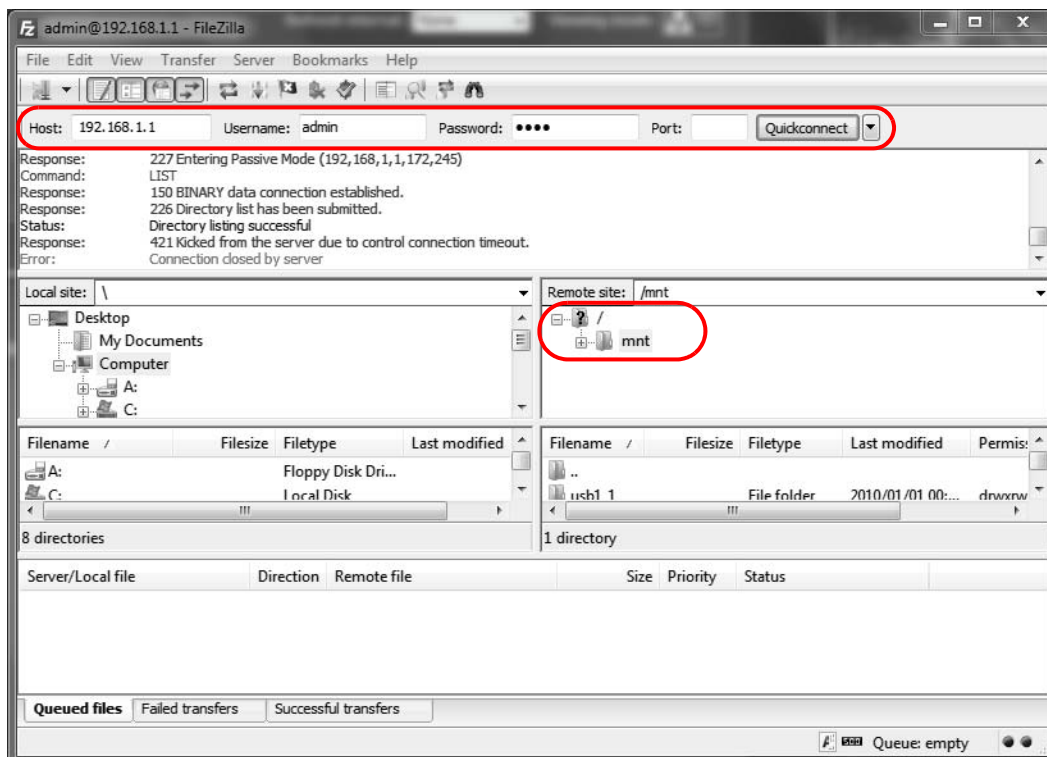 admin@192.168.1.1 - FileZilla
File Edit View Transfer Server Bookmarks Help
Host: 192.168.1.1 Username: admin Password: •••• Port: Quickconnect
Response: 227 Entering Passive Mode (192,168,1,1,172,245)
Command: LIST
Response: 150 BINARY data connection established.
Response: 226 Directory list has been submitted.
Status: Directory listing successful
Response: 421 Kicked from the server due to control connection timeout.
Error: Connection closed by server
Local site: \
Desktop
My Documents
Computer
A:
C:
Remote site: /mnt
/
mnt
Filename / Filesize Filetype Last modified
A: Floppy Disk Dri...
C: Local Disk
8 directories
Filename / Filesize Filetype Last modified Permis
..
usb1_1 File folder 2010/01/01 00:... drwxrw
1 directory
Server/Local file Direction Remote file Size Priority Status
Queued files Failed transfers Successful transfers
Queue: empty